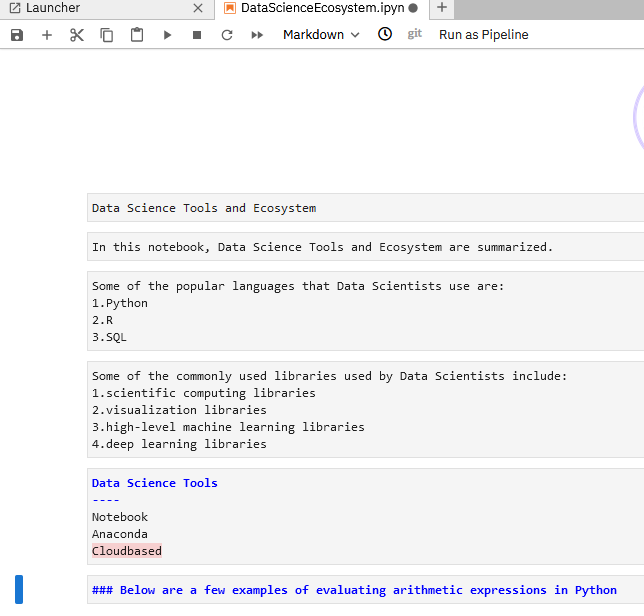 Launcher
DataScienceEcosystem.ipyn
Markdown
git
Run as Pipeline
Data Science Tools and Ecosystem
In this notebook, Data Science Tools and Ecosystem are summarized.
Some of the popular languages that Data Scientists use are:
1.Python
2.R
3.SQL
Some of the commonly used libraries used by Data Scientists include:
1.scientific computing libraries
2.visualization libraries
3.high-level machine learning libraries
4.deep learning libraries
Data Science Tools
----
Notebook
Anaconda
Cloudbased
### Below are a few examples of evaluating arithmetic expressions in Python